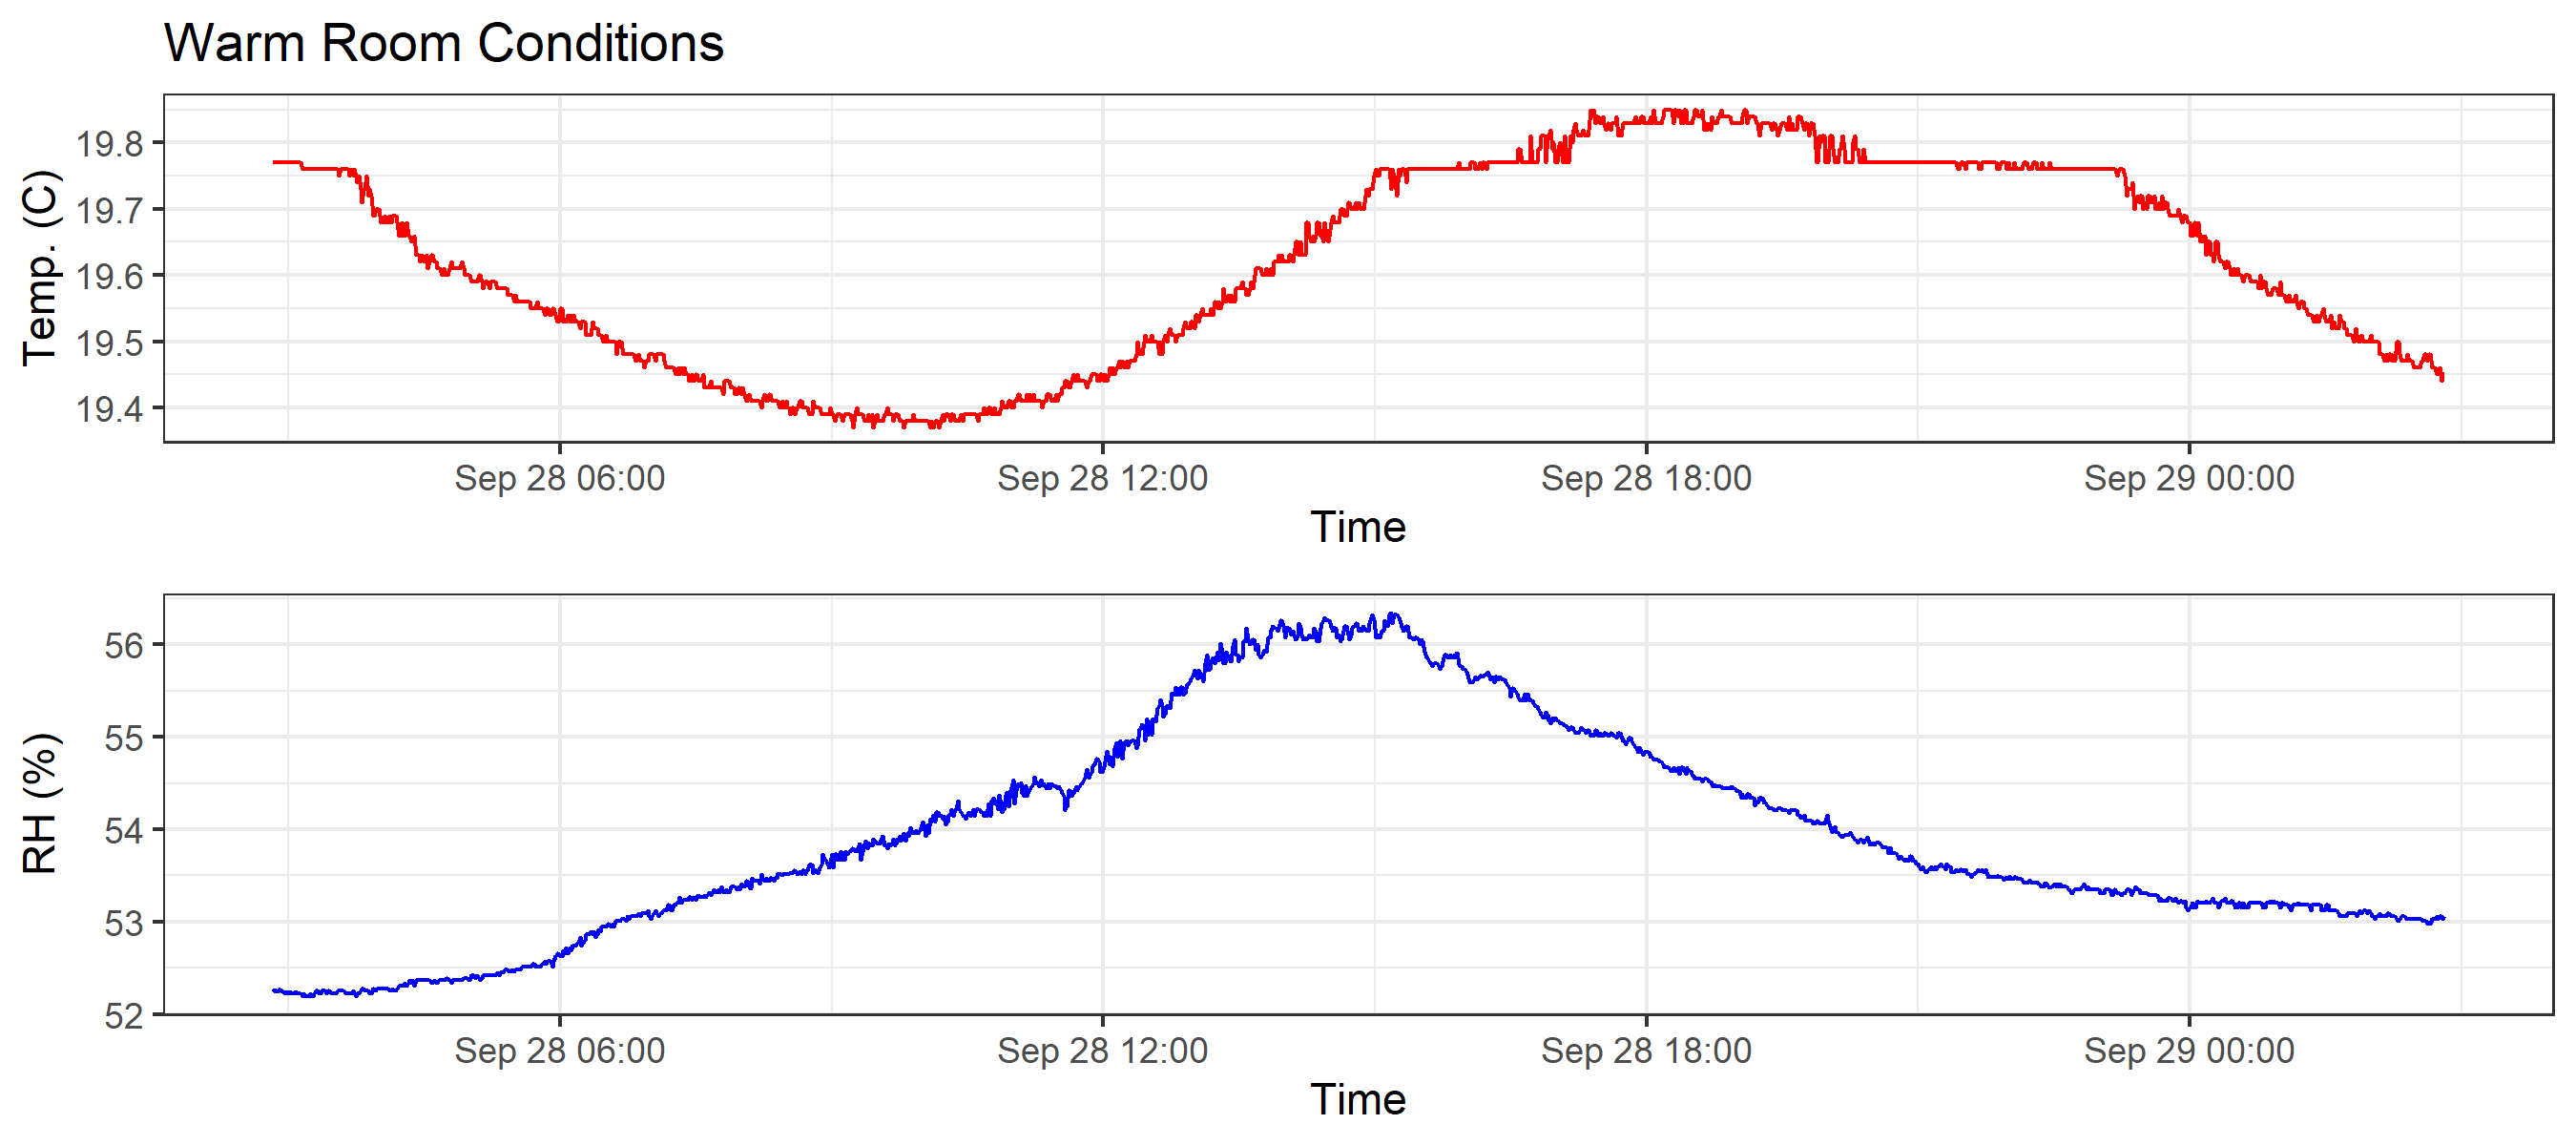 Warm Room Conditions
Temp. (C)
19.8
19.7
19.6
19.5
19.4
Sep 28 06:00 Sep 28 12:00 Sep 28 18:00 Sep 29 00:00
Time
RH (%)
56
55
54
53
52
Sep 28 06:00 Sep 28 12:00 Sep 28 18:00 Sep 29 00:00
Time